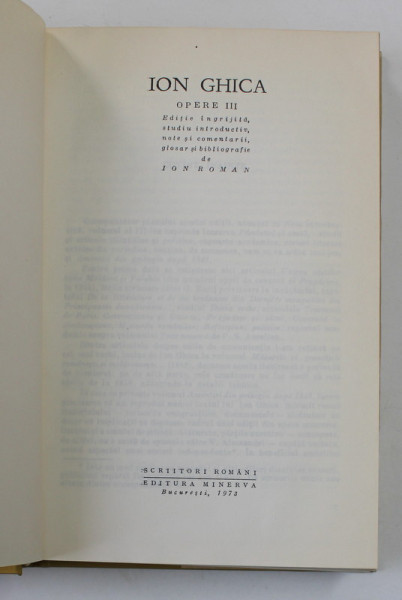 ION GHICA
OPERE III
Ediție îngrijită,
studiu introductiv,
note și comentarii,
glosar și bibliografie
de
ION ROMAN
SCRIITORI ROMÂNI
EDITURA MINERVA
București, 1973